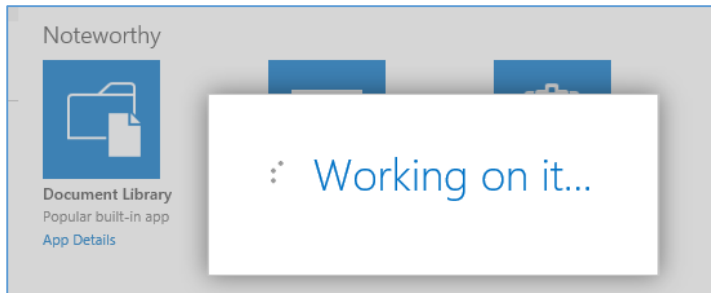 Noteworthy
Working on it...
Document Library
Popular built-in app
App Details